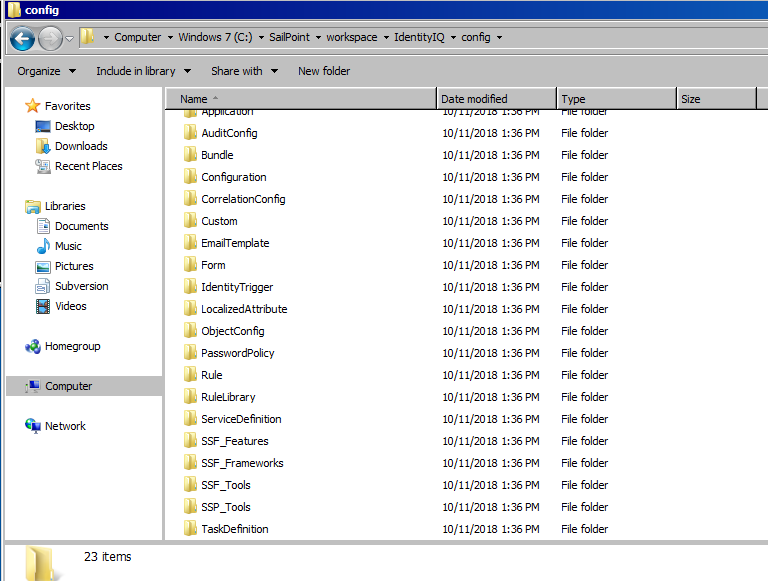 config
Computer Windows 7 (C:) SailPoint workspace IdentityIQ config
Organize Include in library Share with New folder
Favorites
Desktop
Downloads
Recent Places
Libraries
Documents
Music
Pictures
Subversion
Videos
Homegroup
Computer
Network
Name Date modified Type Size
Application 10/11/2018 1:36 PM File folder
AuditConfig 10/11/2018 1:36 PM File folder
Bundle 10/11/2018 1:36 PM File folder
Configuration 10/11/2018 1:36 PM File folder
CorrelationConfig 10/11/2018 1:36 PM File folder
Custom 10/11/2018 1:36 PM File folder
EmailTemplate 10/11/2018 1:36 PM File folder
Form 10/11/2018 1:36 PM File folder
IdentityTrigger 10/11/2018 1:36 PM File folder
LocalizedAttribute 10/11/2018 1:36 PM File folder
ObjectConfig 10/11/2018 1:36 PM File folder
PasswordPolicy 10/11/2018 1:36 PM File folder
Rule 10/11/2018 1:36 PM File folder
RuleLibrary 10/11/2018 1:36 PM File folder
ServiceDefinition 10/11/2018 1:36 PM File folder
SSF_Features 10/11/2018 1:36 PM File folder
SSF_Frameworks 10/11/2018 1:36 PM File folder
SSF_Tools 10/11/2018 1:36 PM File folder
SSP_Tools 10/11/2018 1:36 PM File folder
TaskDefinition 10/11/2018 1:36 PM File folder
23 items